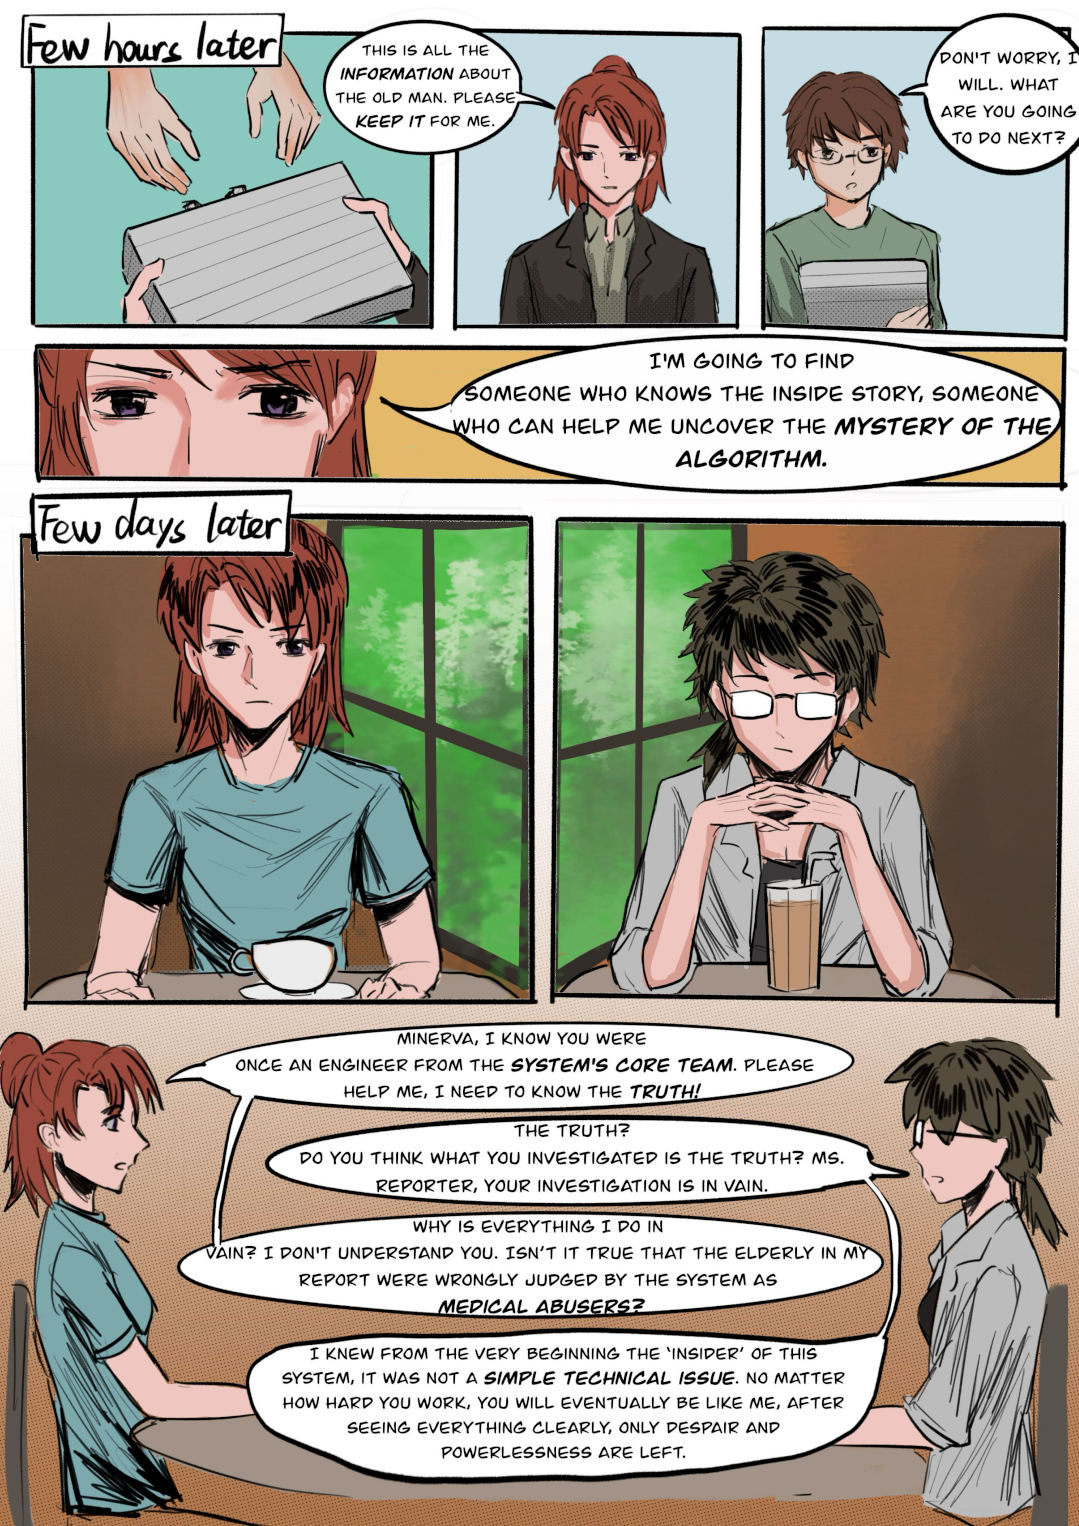 Few hours later
THIS IS ALL THE
INFORMATION ABOUT
THE OLD MAN. PLEASE
KEEP IT FOR ME.
DON'T WORRY, I
WILL. WHAT
ARE YOU GOING
TO DO NEXT?
I'M GOING TO FIND
SOMEONE WHO KNOWS THE INSIDE STORY, SOMEONE
WHO CAN HELP ME UNCOVER THE MYSTERY OF THE
ALGORITHM.
Few days later
MINERVA, I KNOW YOU WERE
ONCE AN ENGINEER FROM THE SYSTEM'S CORE TEAM. PLEASE
HELP ME, I NEED TO KNOW THE TRUTH!
THE TRUTH?
DO YOU THINK WHAT YOU INVESTIGATED IS THE TRUTH? MS.
REPORTER, YOUR INVESTIGATION IS IN VAIN.
WHY IS EVERYTHING I DO IN
VAIN? I DON'T UNDERSTAND YOU. ISN'T IT TRUE THAT THE ELDERLY IN MY
REPORT WERE WRONGLY JUDGED BY THE SYSTEM AS
MEDICAL ABUSERS?
I KNEW FROM THE VERY BEGINNING THE 'INSIDER' OF THIS
SYSTEM, IT WAS NOT A SIMPLE TECHNICAL ISSUE. NO MATTER
HOW HARD YOU WORK, YOU WILL EVENTUALLY BE LIKE ME, AFTER
SEEING EVERYTHING CLEARLY, ONLY DESPAIR AND
POWERLESSNESS ARE LEFT.